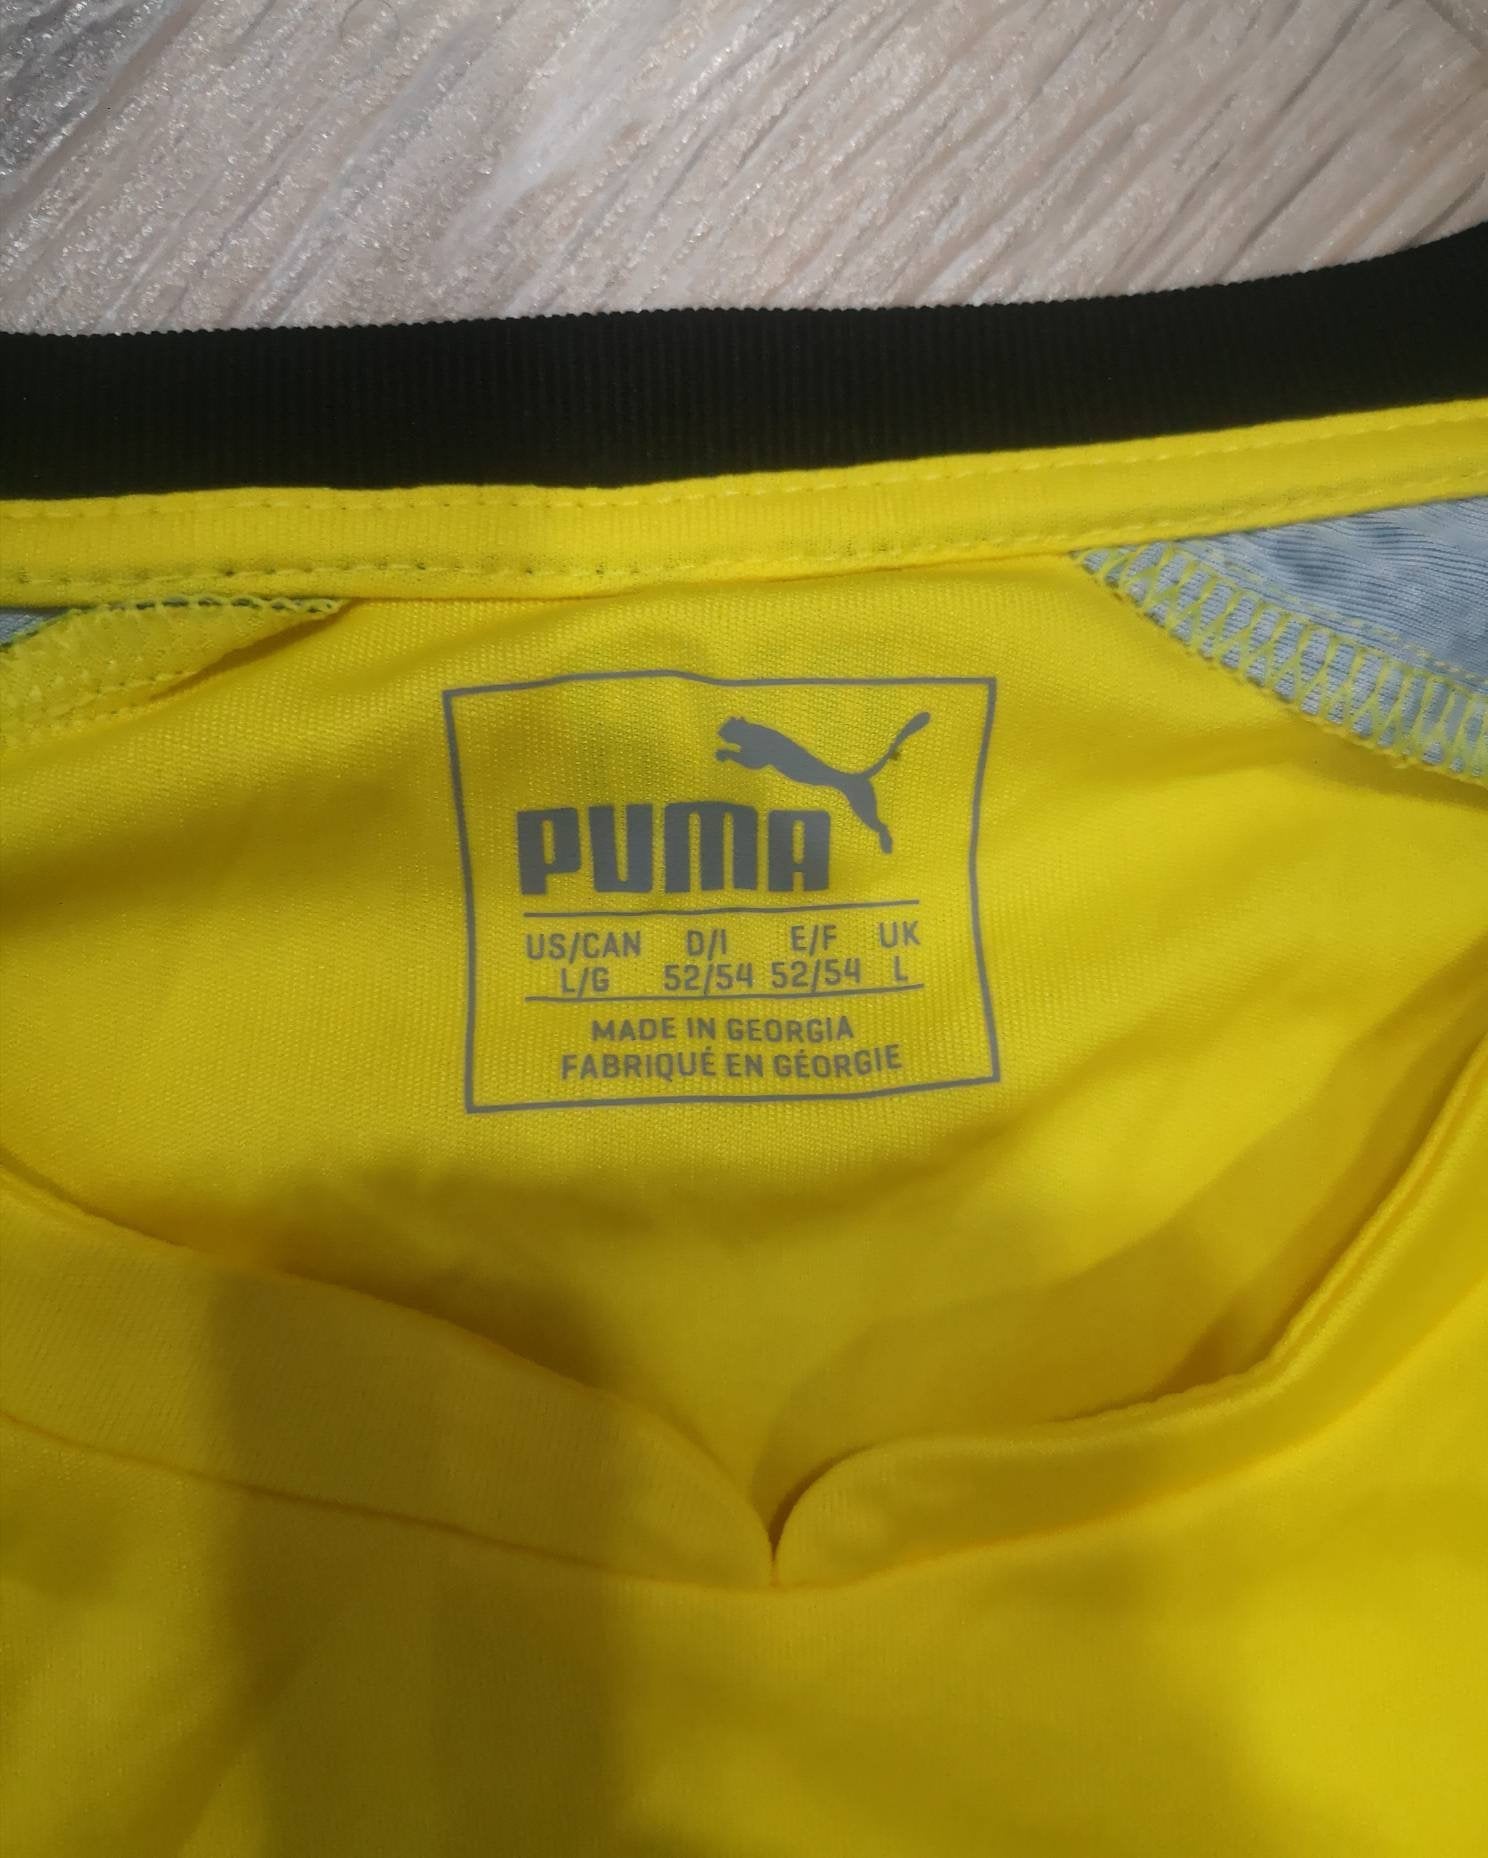 PUMA
US/CAN D/I E/F UK
L/G 52/54 52/54 L
MADE IN GEORGIA
FABRIQUÉ EN GÉORGIE